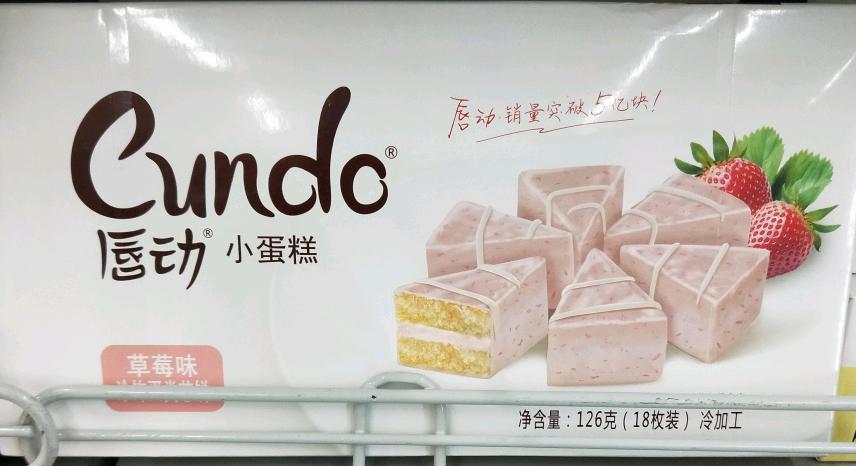 Cundo®
唇动·销量突破5亿块!
唇动® 小蛋糕
草莓味
净含量：126克（18枚装） 冷加工